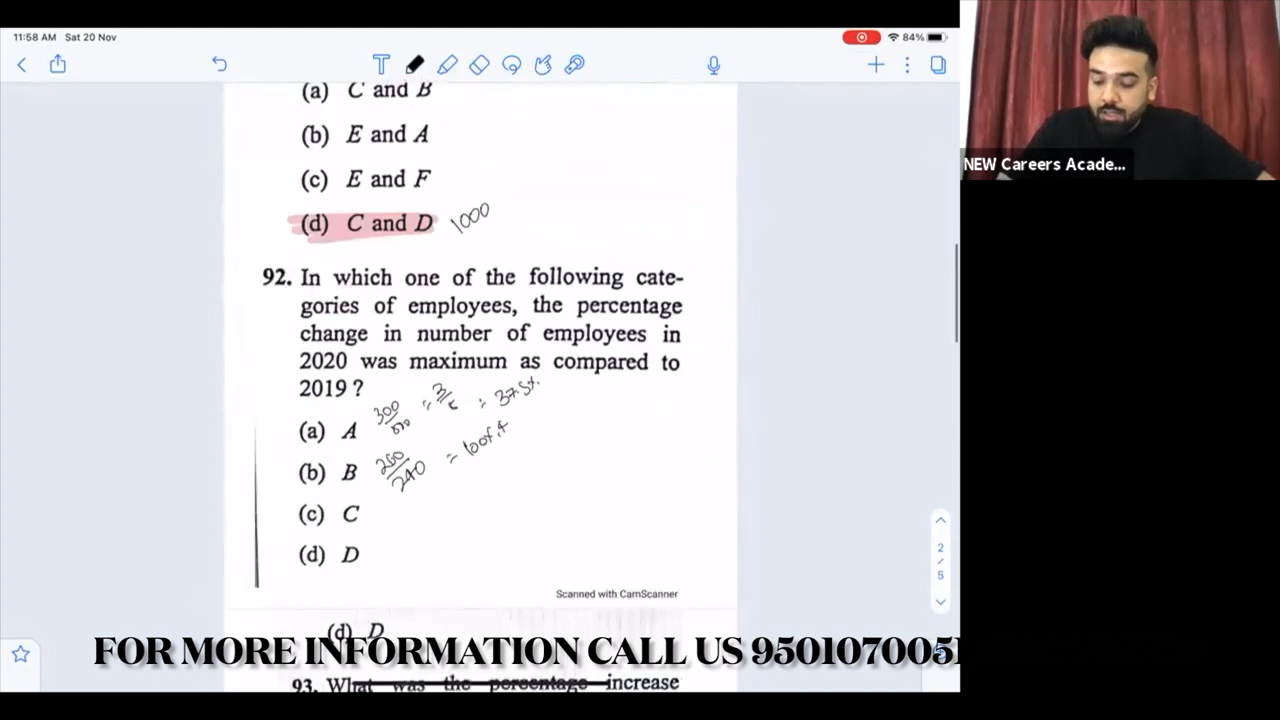 11:58 AM Sat 20 Nov
84%
(a) C and B
(b) E and A
(c) E and F
(d) C and D 1000
NEW Careers Acade...
92. In which one of the following cate-
gories of employees, the percentage
change in number of employees in
2020 was maximum as compared to
2019 ?
(a) A 300 = 3 = 37.5%
(b) B 260/240 = 100%
(c) C
(d) D
Scanned with CamScanner
2
/
5
(d) D
FOR MORE INFORMATION CALL US 950107005
93. What was the percentage increase